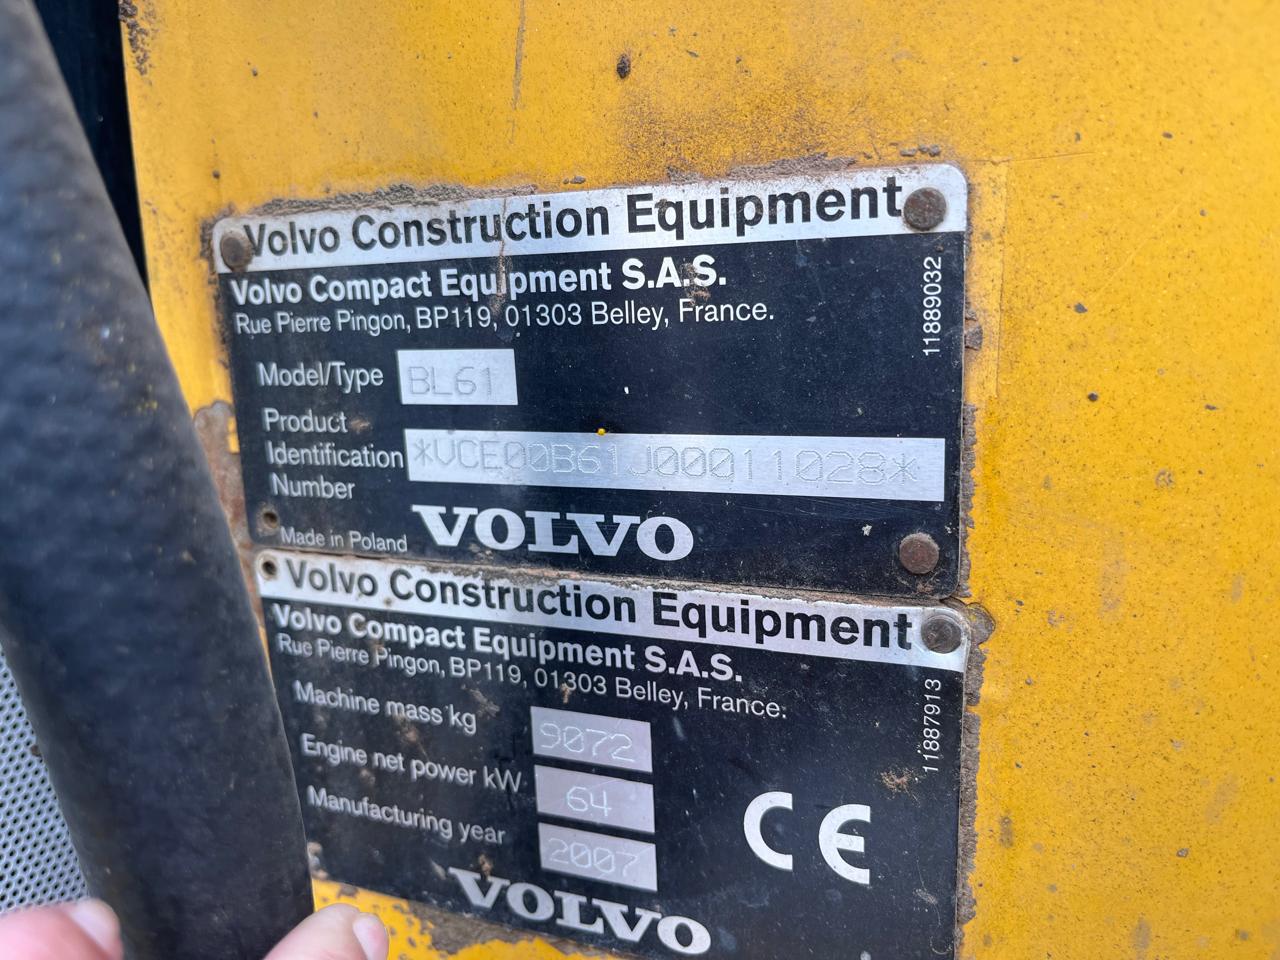 Volvo Construction Equipment
Volvo Compact Equipment S.A.S.
Rue Pierre Pingon, BP119, 01303 Belley, France.
11889032
Model/Type BL61
Product
Identification *VCE00B61J00011028*
Number
Made in Poland VOLVO
Volvo Construction Equipment
Volvo Compact Equipment S.A.S.
Rue Pierre Pingon, BP119, 01303 Belley, France.
11887913
Machine mass kg 9072
Engine net power kW 64
Manufacturing year 2007
CE
VOLVO